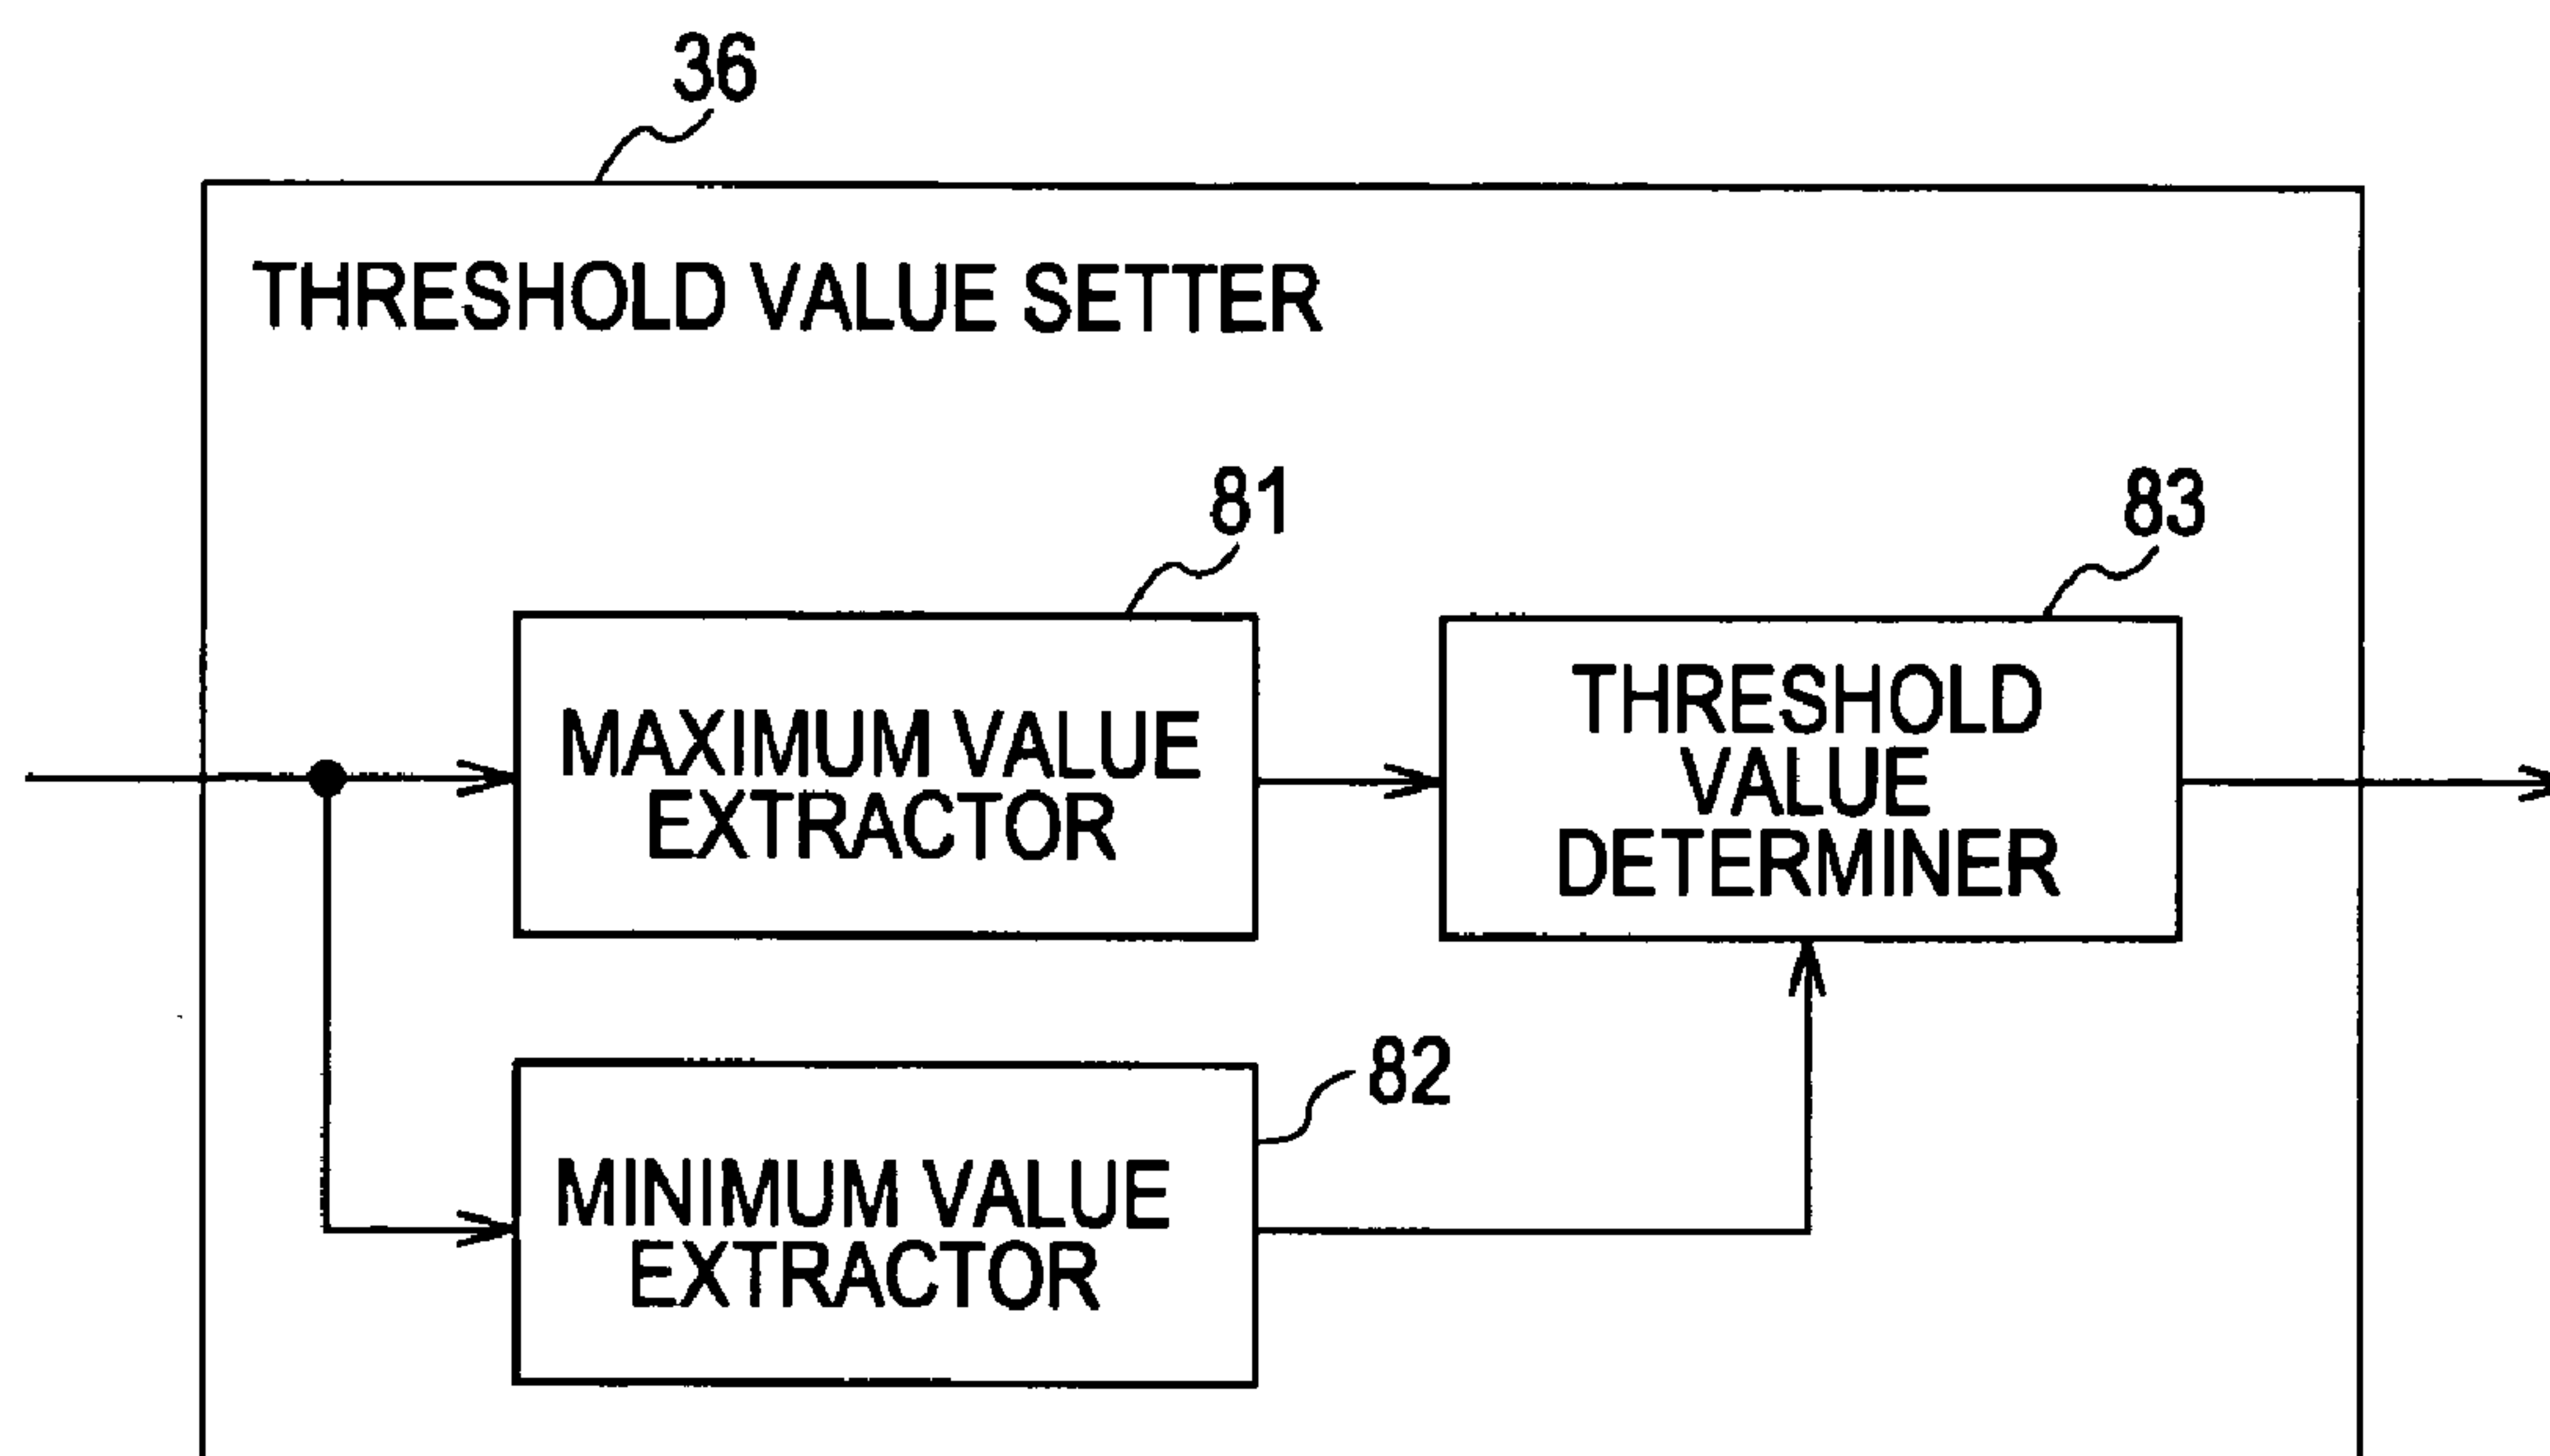 36
THRESHOLD VALUE SETTER
81
83
MAXIMUM VALUE
EXTRACTOR
THRESHOLD
VALUE
DETERMINER
82
MINIMUM VALUE
EXTRACTOR